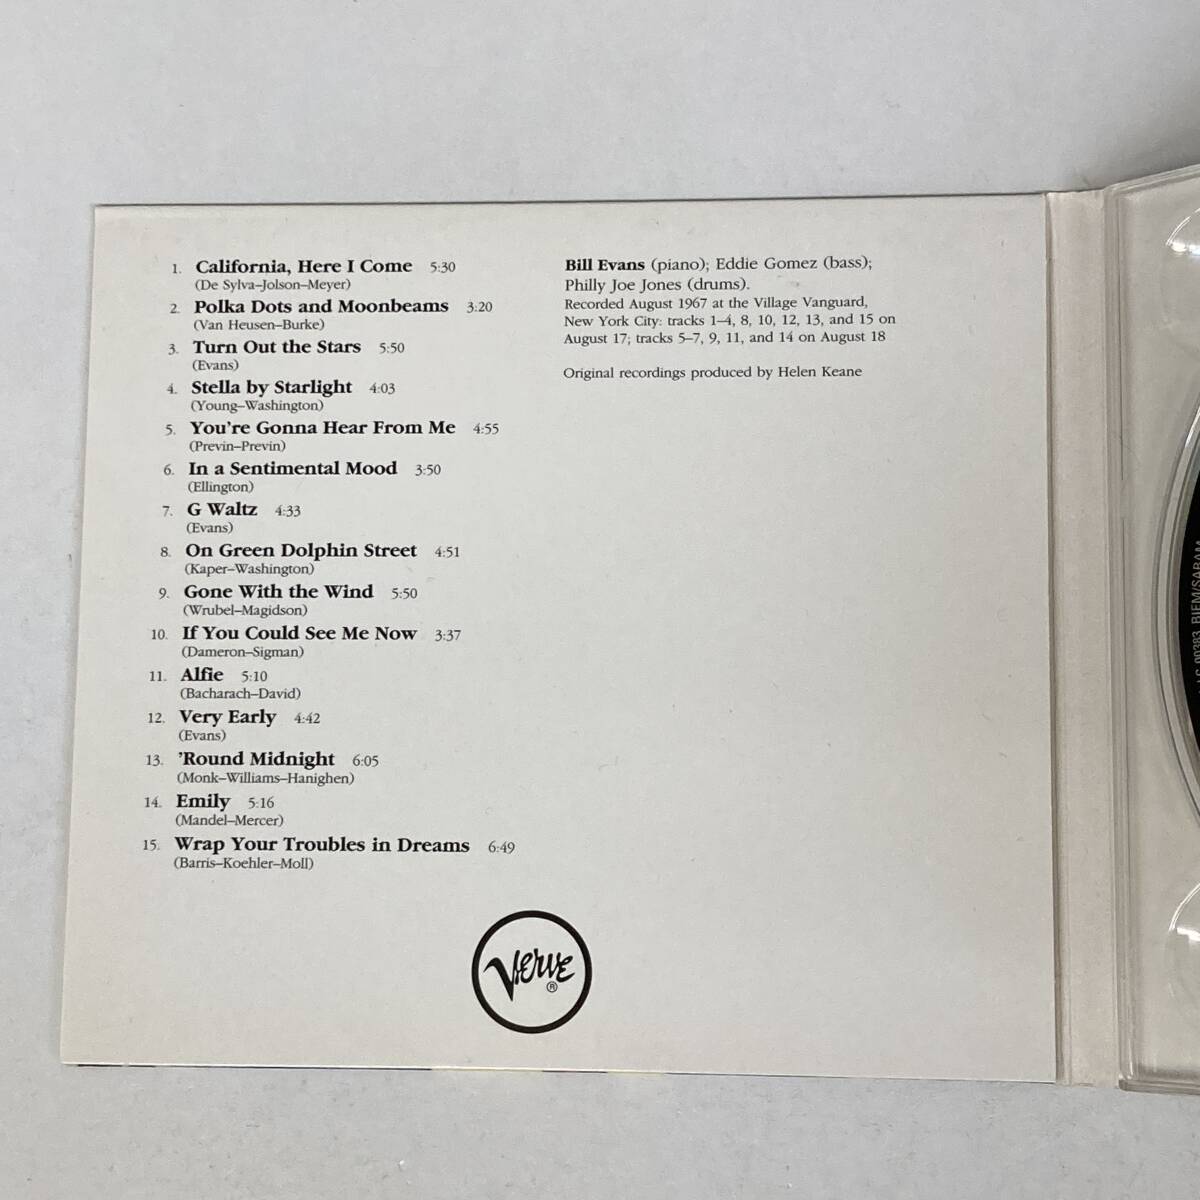 1. California, Here I Come 5:30
(De Sylva–Jolson–Meyer)
2. Polka Dots and Moonbeams 3:20
(Van Heusen–Burke)
3. Turn Out the Stars 5:50
(Evans)
4. Stella by Starlight 4:03
(Young–Washington)
5. You're Gonna Hear From Me 4:55
(Previn–Previn)
6. In a Sentimental Mood 3:50
(Ellington)
7. G Waltz 4:33
(Evans)
8. On Green Dolphin Street 4:51
(Kaper–Washington)
9. Gone With the Wind 5:50
(Wrubel–Magidson)
10. If You Could See Me Now 3:37
(Dameron–Sigman)
11. Alfie 5:10
(Bacharach–David)
12. Very Early 4:42
(Evans)
13. 'Round Midnight 6:05
(Monk–Williams–Hanighen)
14. Emily 5:16
(Mandel–Mercer)
15. Wrap Your Troubles in Dreams 6:49
(Barris–Koehler–Moll)
Bill Evans (piano); Eddie Gomez (bass);
Philly Joe Jones (drums).
Recorded August 1967 at the Village Vanguard,
New York City: tracks 1–4, 8, 10, 12, 13, and 15 on
August 17; tracks 5–7, 9, 11, and 14 on August 18
Original recordings produced by Helen Keane
Verve ®
LC 00383 BIEM/SABAM